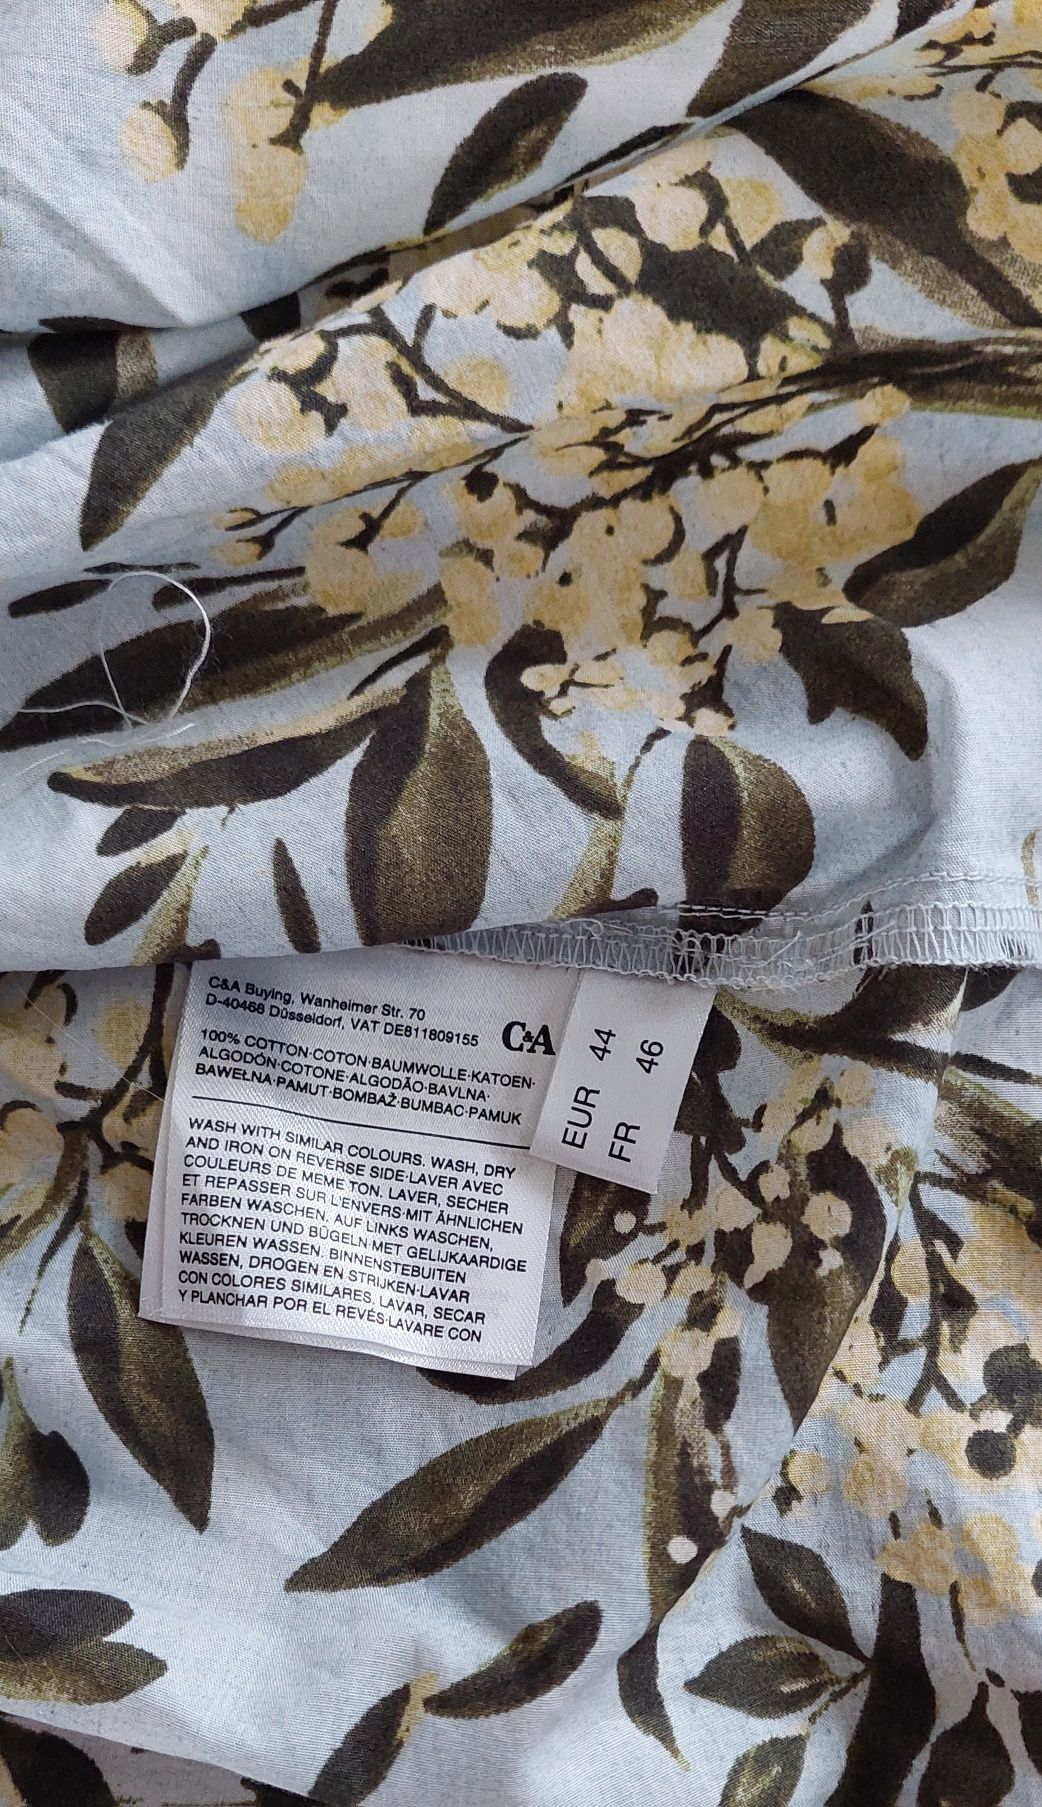 C&A Buying, Wanheimer Str. 70
D-40468 Düsseldorf, VAT DE811809155
C&A
100% COTTON·COTON·BAUMWOLLE·KATOEN·
ALGODÓN·COTONE·ALGODÃO·BAVLNA·
BAWEŁNA·PAMUT·BOMBAŽ·BUMBAC·PAMUK
WASH WITH SIMILAR COLOURS. WASH, DRY
AND IRON ON REVERSE SIDE·LAVER AVEC
COULEURS DE MEME TON. LAVER, SECHER
ET REPASSER SUR L'ENVERS·MIT ÄHNLICHEN
FARBEN WASCHEN. AUF LINKS WASCHEN,
TROCKNEN UND BÜGELN·MET GELIJKAARDIGE
KLEUREN WASSEN. BINNENSTEBUITEN
WASSEN, DROGEN EN STRIJKEN·LAVAR
CON COLORES SIMILARES. LAVAR, SECAR
Y PLANCHAR POR EL REVÉS·LAVARE CON
EUR 44
FR 46